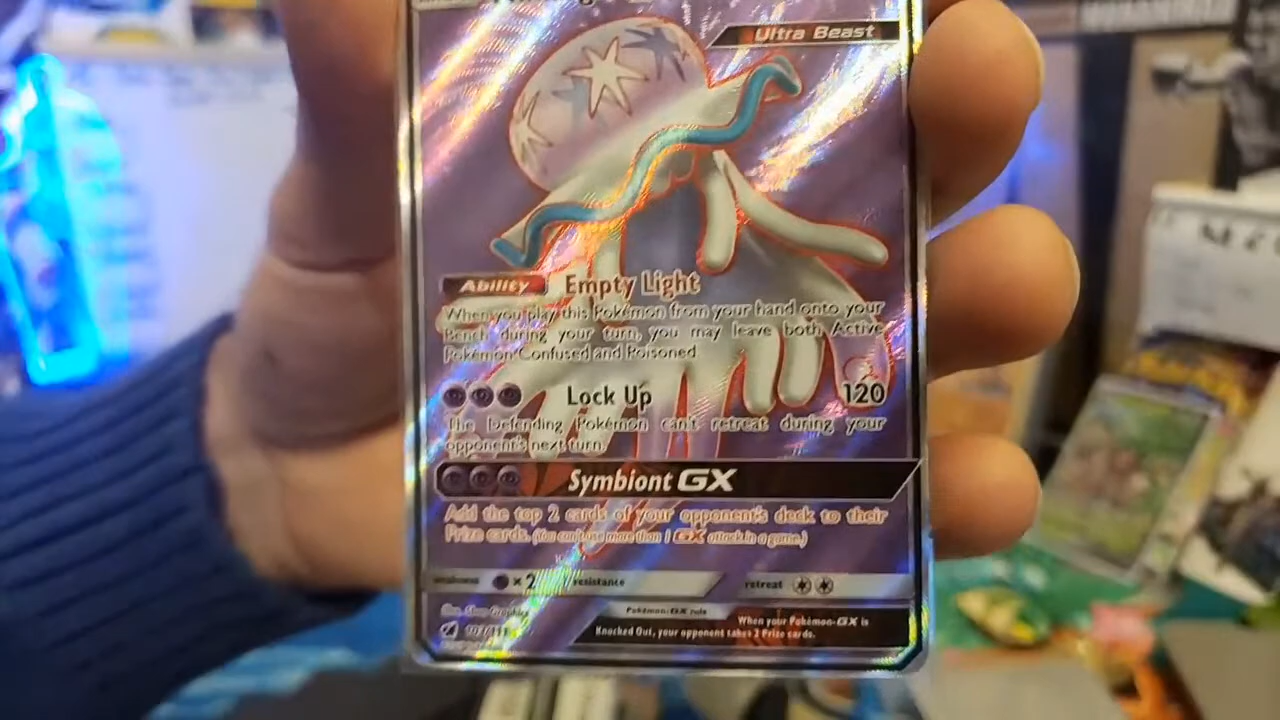 Ultra Beast
Ability Empty Light
When you play this Pokémon from your hand onto your
Bench during your turn, you may leave both Active
Pokémon Confused and Poisoned.
Lock Up 120
The Defending Pokémon can't retreat during your
opponent's next turn.
Symbiont GX
Add the top 2 cards of your opponent's deck to their
Prize cards. (You can't use more than 1 GX attack in a game.)
weakness ×2 resistance retreat
Pokémon-GX rule
When your Pokémon-GX is
Knocked Out, your opponent takes 2 Prize cards.